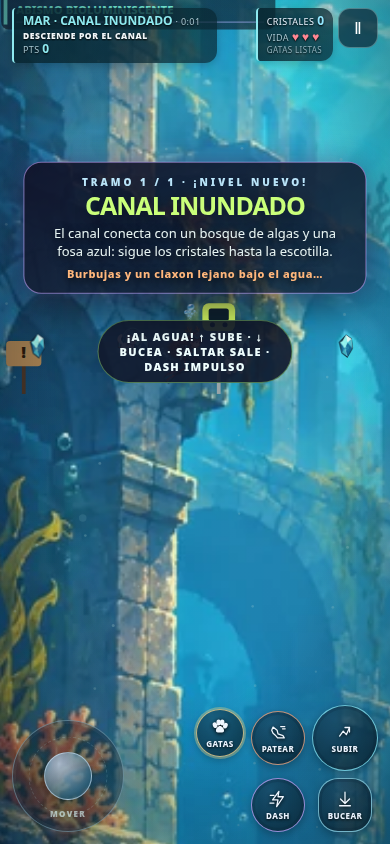 ABISMO BIOLUMINISCENTE
MAR · CANAL INUNDADO · 0:01
DESCIENDE POR EL CANAL
PTS 0
CRISTALES 0
VIDA ♥ ♥ ♥
GATAS LISTAS
TRAMO 1 / 1 · ¡NIVEL NUEVO!
CANAL INUNDADO
El canal conecta con un bosque de algas y una
fosa azul: sigue los cristales hasta la escotilla.
Burbujas y un claxon lejano bajo el agua…
¡AL AGUA! ↑ SUBE · ↓
BUCEA · SALTAR SALE ·
DASH IMPULSO
!
GATAS
PATEAR
SUBIR
MOVER
DASH
BUCEAR